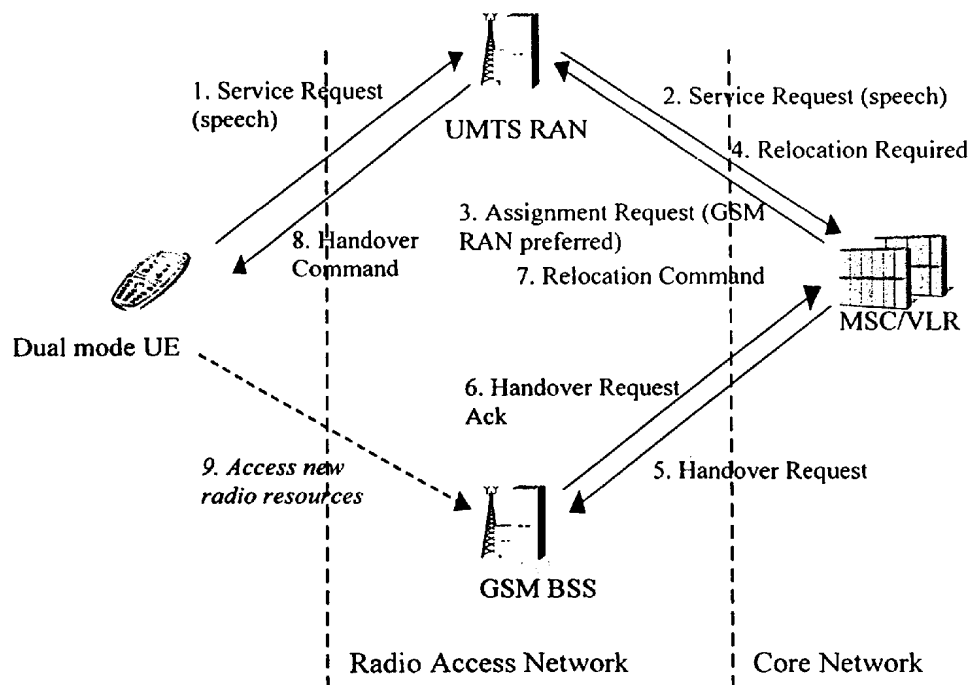 1. Service Request
(speech)
UMTS RAN
2. Service Request (speech)
4. Relocation Required
3. Assignment Request (GSM
RAN preferred)
8. Handover
Command
7. Relocation Command
MSC/VLR
Dual mode UE
6. Handover Request
Ack
9. Access new
radio resources
5. Handover Request
GSM BSS
Radio Access Network
Core Network